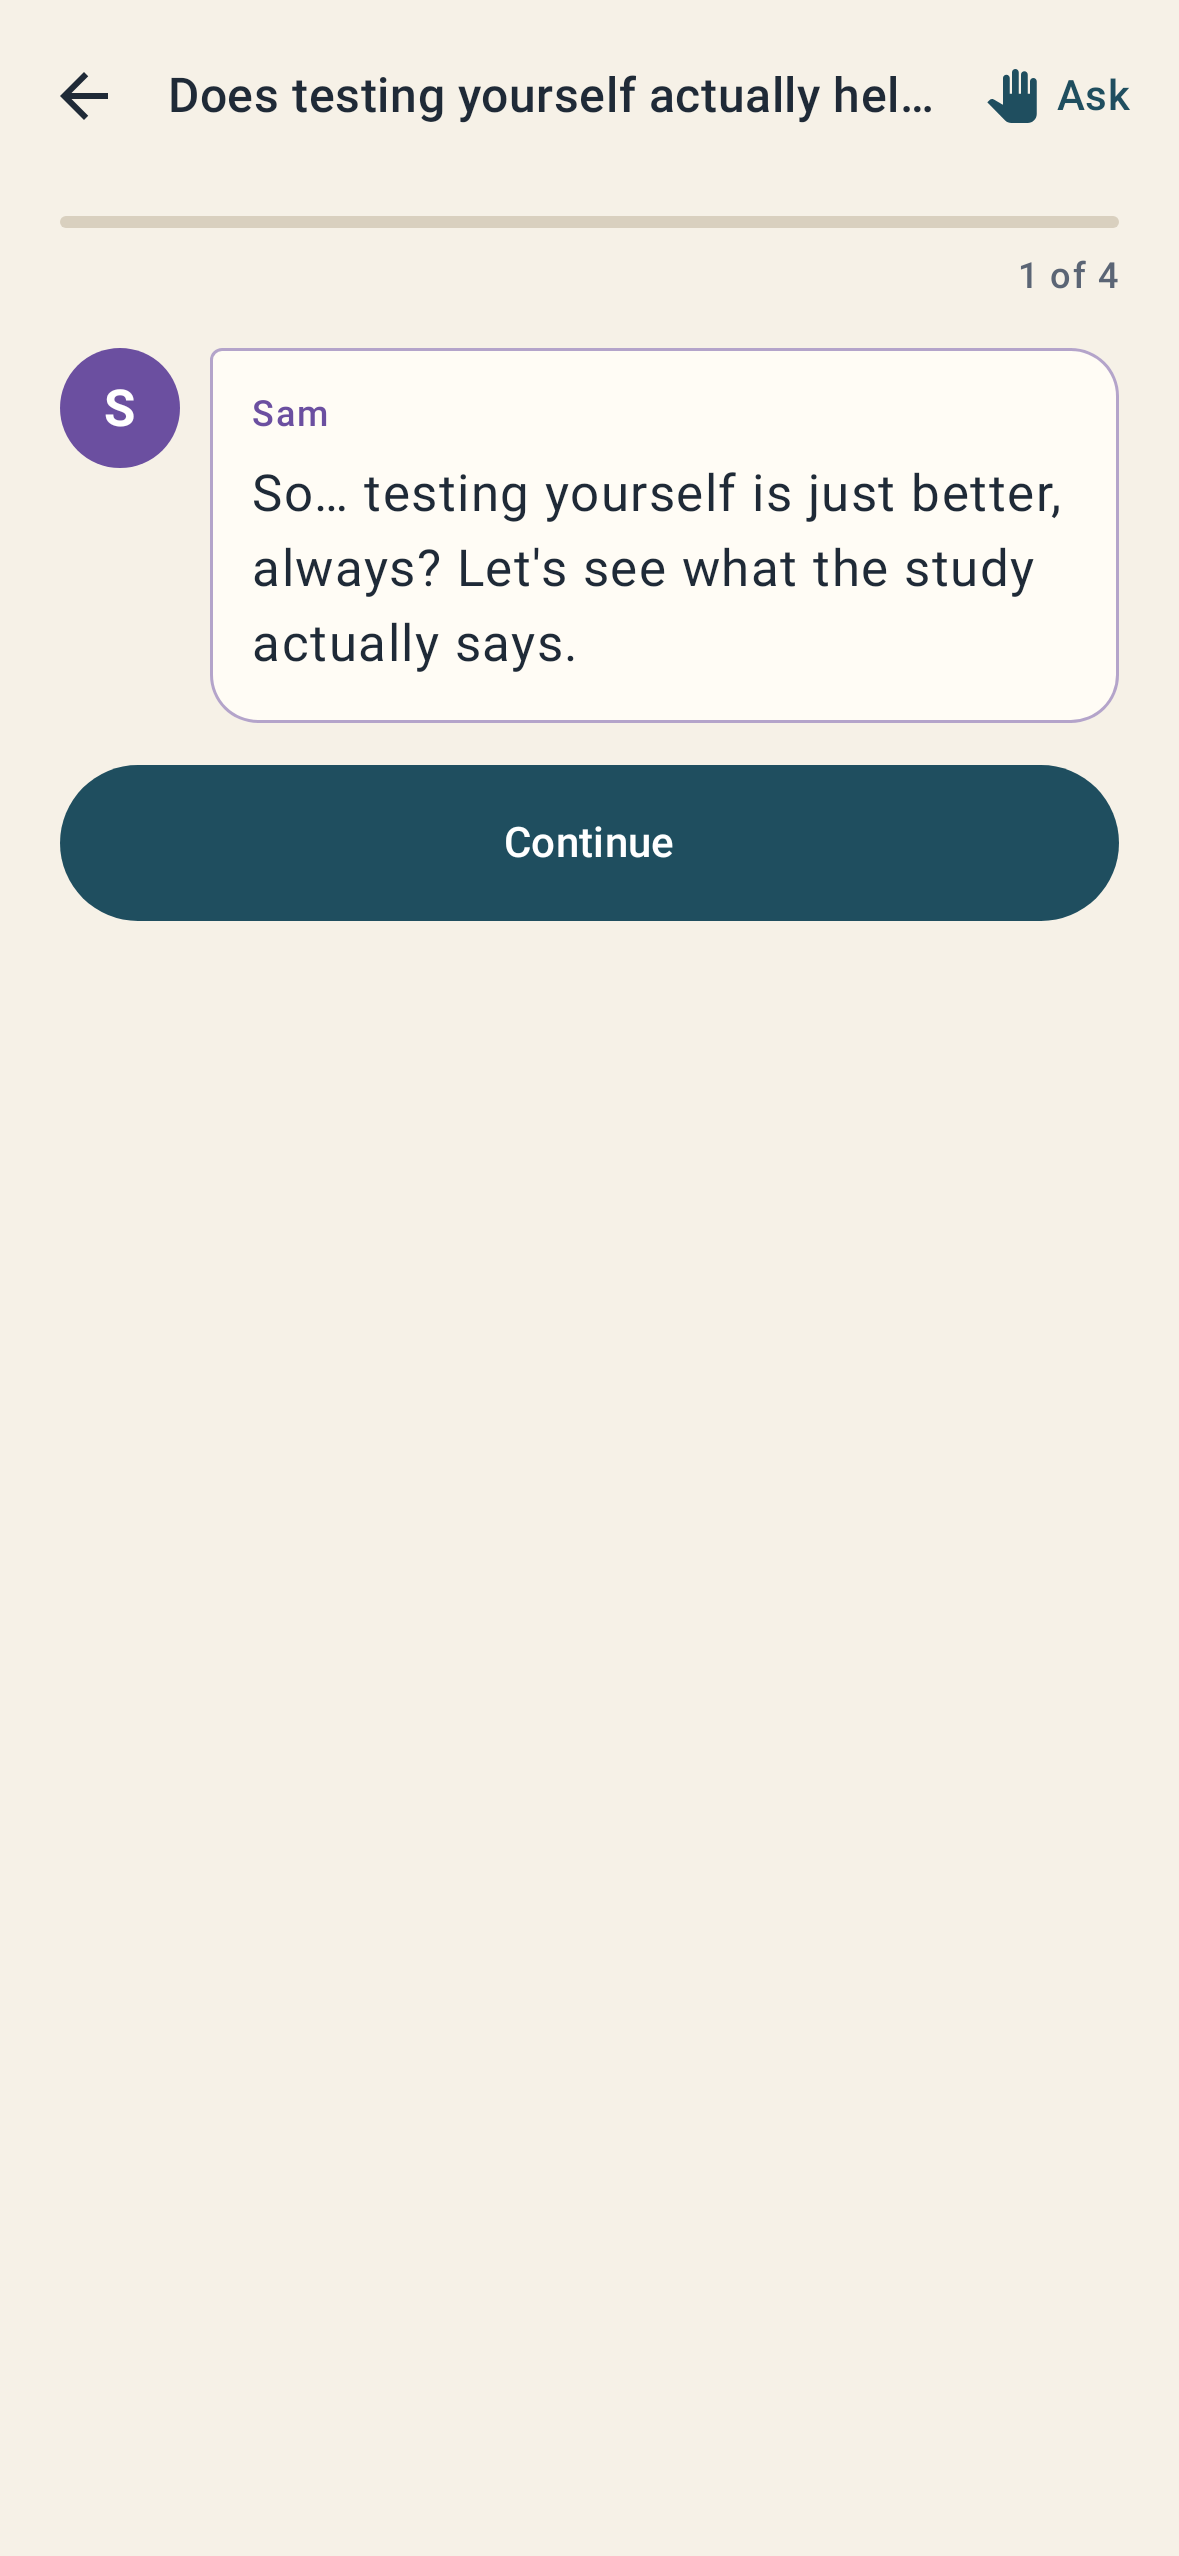 Does testing yourself actually hel…
Ask
1 of 4
S
Sam
So… testing yourself is just better,
always? Let's see what the study
actually says.
Continue